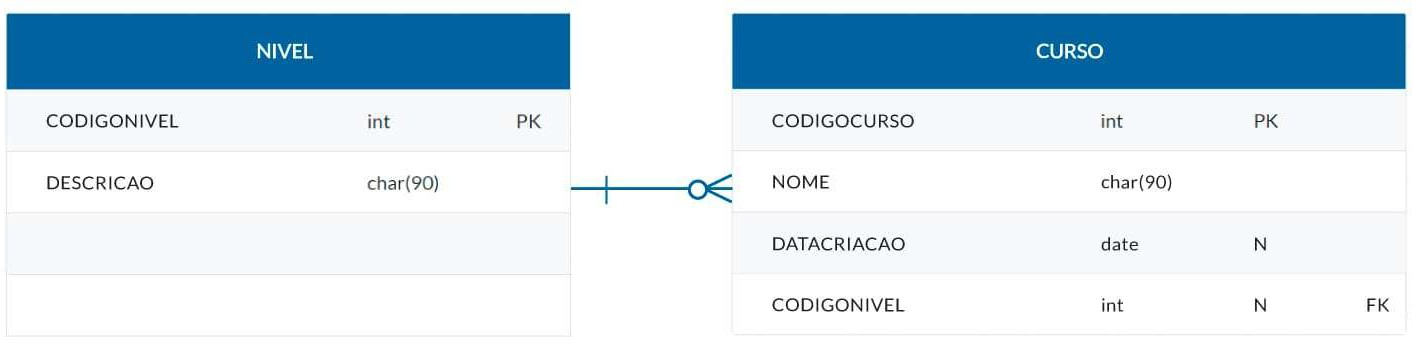 NIVEL
CODIGONIVEL int PK
DESCRICAO char(90)
CURSO
CODIGOCURSO int PK
NOME char(90)
DATACRIACAO date N
CODIGONIVEL int N FK